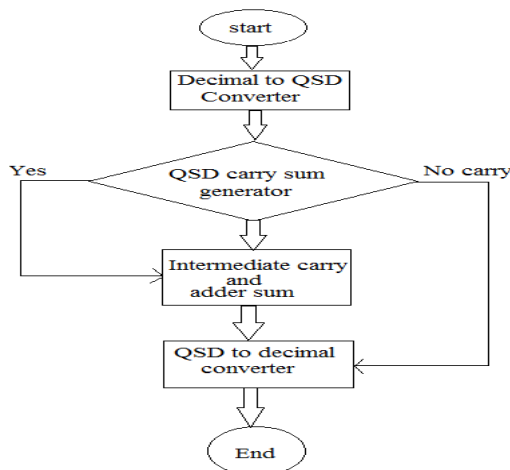 start
Decimal to QSD
Converter
Yes
QSD carry sum
generator
No carry
Intermediate carry
and
adder sum
QSD to decimal
converter
End